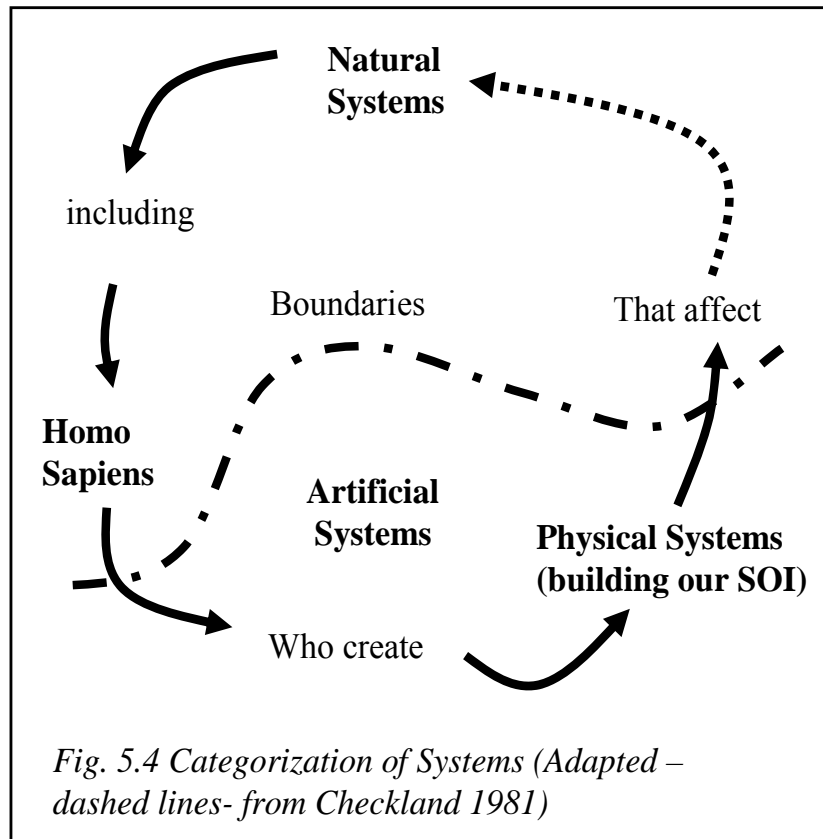 Natural
Systems
including
Boundaries
That affect
Homo
Sapiens
Artificial
Systems
Physical Systems
(building our SOI)
Who create
Fig. 5.4 Categorization of Systems (Adapted –
dashed lines- from Checkland 1981)